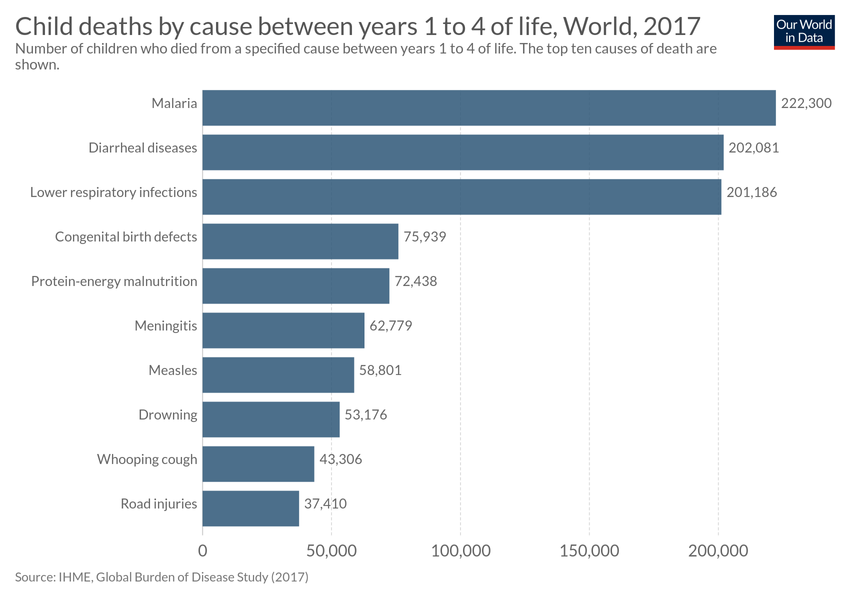 Child deaths by cause between years 1 to 4 of life, World, 2017
Our World
in Data
Number of children who died from a specified cause between years 1 to 4 of life. The top ten causes of death are
shown.
Malaria 222,300
Diarrheal diseases 202,081
Lower respiratory infections 201,186
Congenital birth defects 75,939
Protein-energy malnutrition 72,438
Meningitis 62,779
Measles 58,801
Drowning 53,176
Whooping cough 43,306
Road injuries 37,410
0 50,000 100,000 150,000 200,000
Source: IHME, Global Burden of Disease Study (2017)